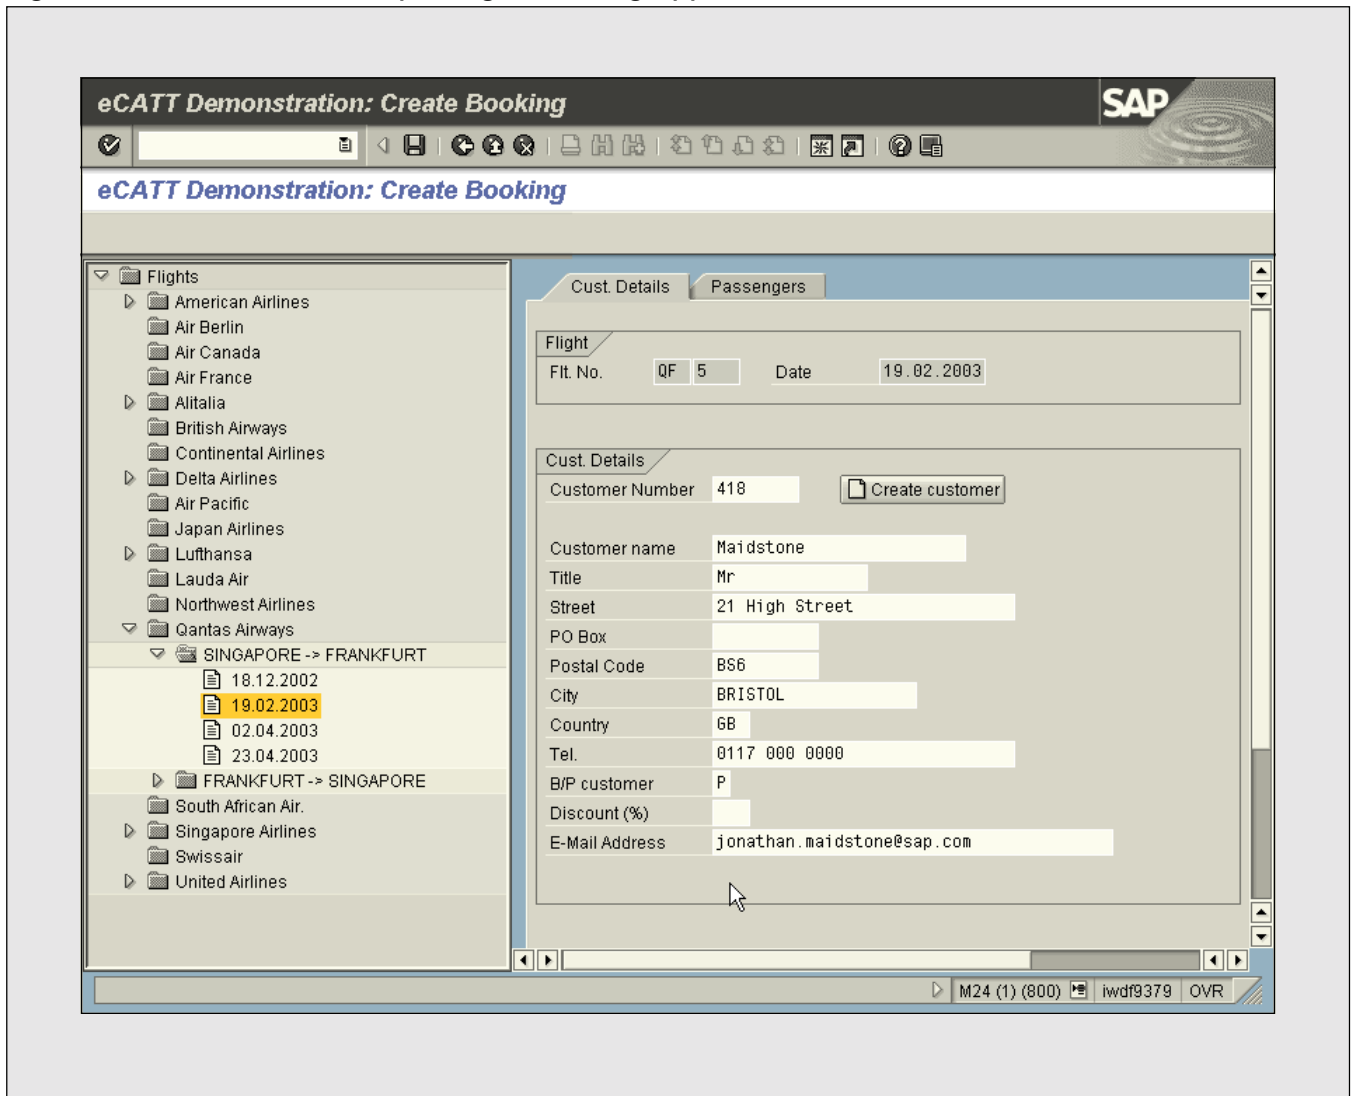 eCATT Demonstration: Create Booking
SAP
eCATT Demonstration: Create Booking
Flights
American Airlines
Air Berlin
Air Canada
Air France
Alitalia
British Airways
Continental Airlines
Delta Airlines
Air Pacific
Japan Airlines
Lufthansa
Lauda Air
Northwest Airlines
Qantas Airways
SINGAPORE -> FRANKFURT
18.12.2002
19.02.2003
02.04.2003
23.04.2003
FRANKFURT -> SINGAPORE
South African Air.
Singapore Airlines
Swissair
United Airlines
Cust. Details Passengers
Flight
Flt. No. QF 5 Date 19.02.2003
Cust. Details
Customer Number 418 Create customer
Customer name Maidstone
Title Mr
Street 21 High Street
PO Box
Postal Code BS6
City BRISTOL
Country GB
Tel. 0117 000 0000
B/P customer P
Discount (%)
E-Mail Address jonathan.maidstone@sap.com
M24 (1) (800) iwdf9379 OVR